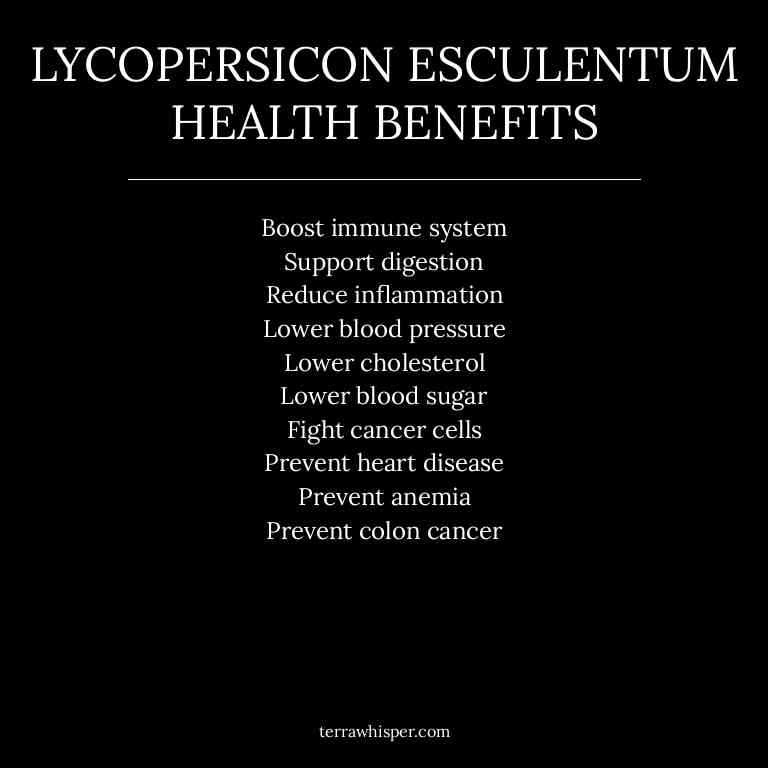 LYCOPERSICON ESCULENTUM
HEALTH BENEFITS
Boost immune system
Support digestion
Reduce inflammation
Lower blood pressure
Lower cholesterol
Lower blood sugar
Fight cancer cells
Prevent heart disease
Prevent anemia
Prevent colon cancer
terrawhisper.com